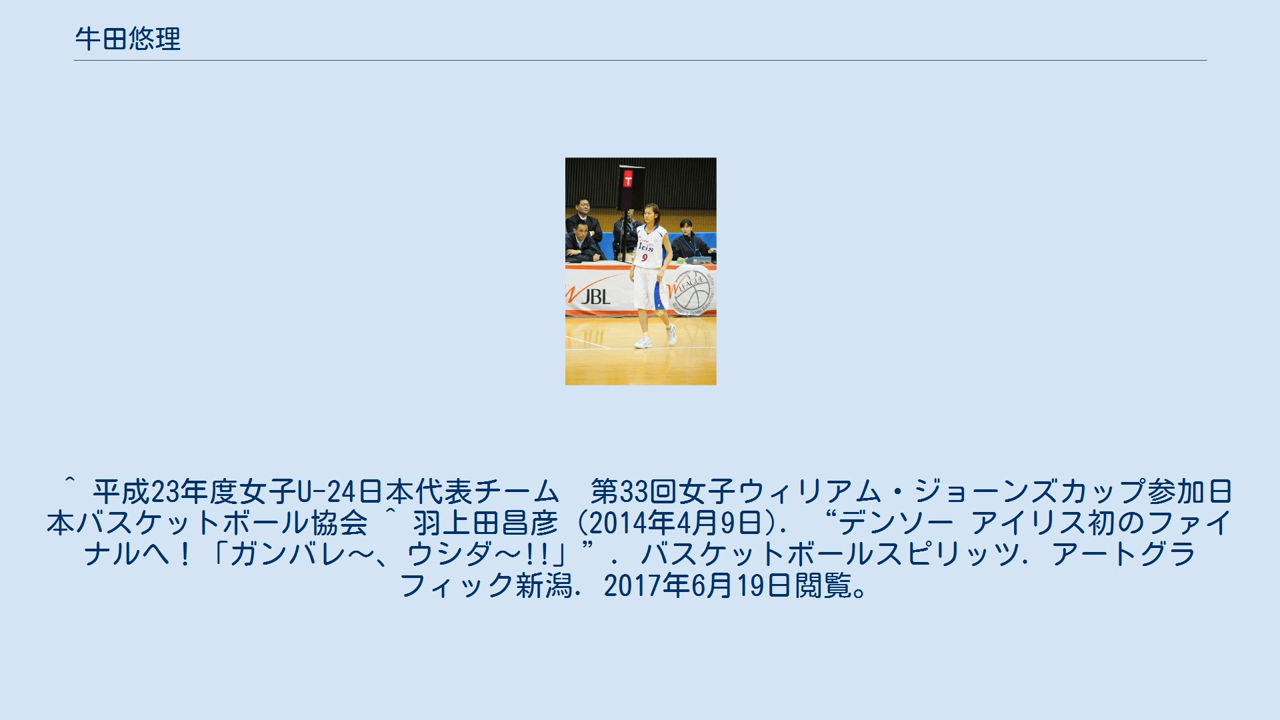 牛田悠理
T
Iris
9
W JBL
W LEAGUE
^ 平成23年度女子U-24日本代表チーム　第33回女子ウィリアム・ジョーンズカップ参加日
本バスケットボール協会 ^ 羽上田昌彦 (2014年4月9日). “デンソー アイリス初のファイ
ナルへ！「ガンバレ〜、ウシダ〜!!」”. バスケットボールスピリッツ. アートグラ
フィック新潟. 2017年6月19日閲覧。